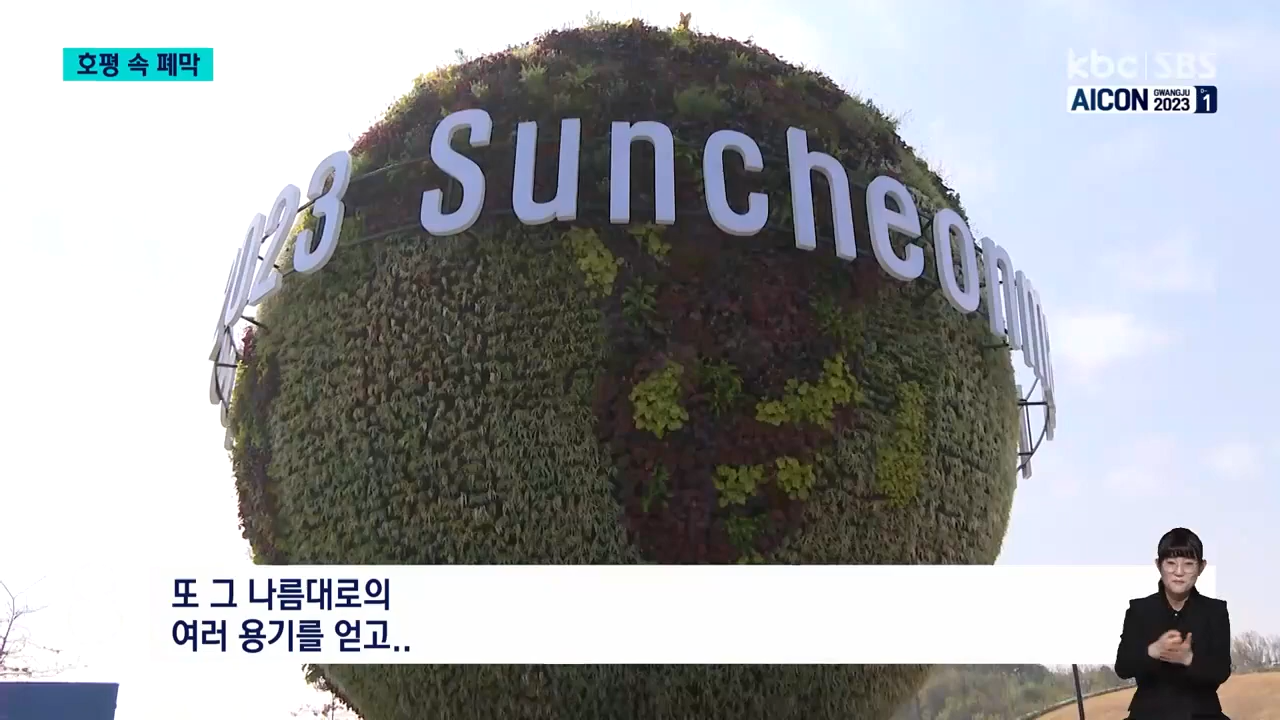 호평 속 폐막
kbc SBS
AICON GWANGJU 2023 D-1
2023 Suncheon
또 그 나름대로의
여러 용기를 얻고..